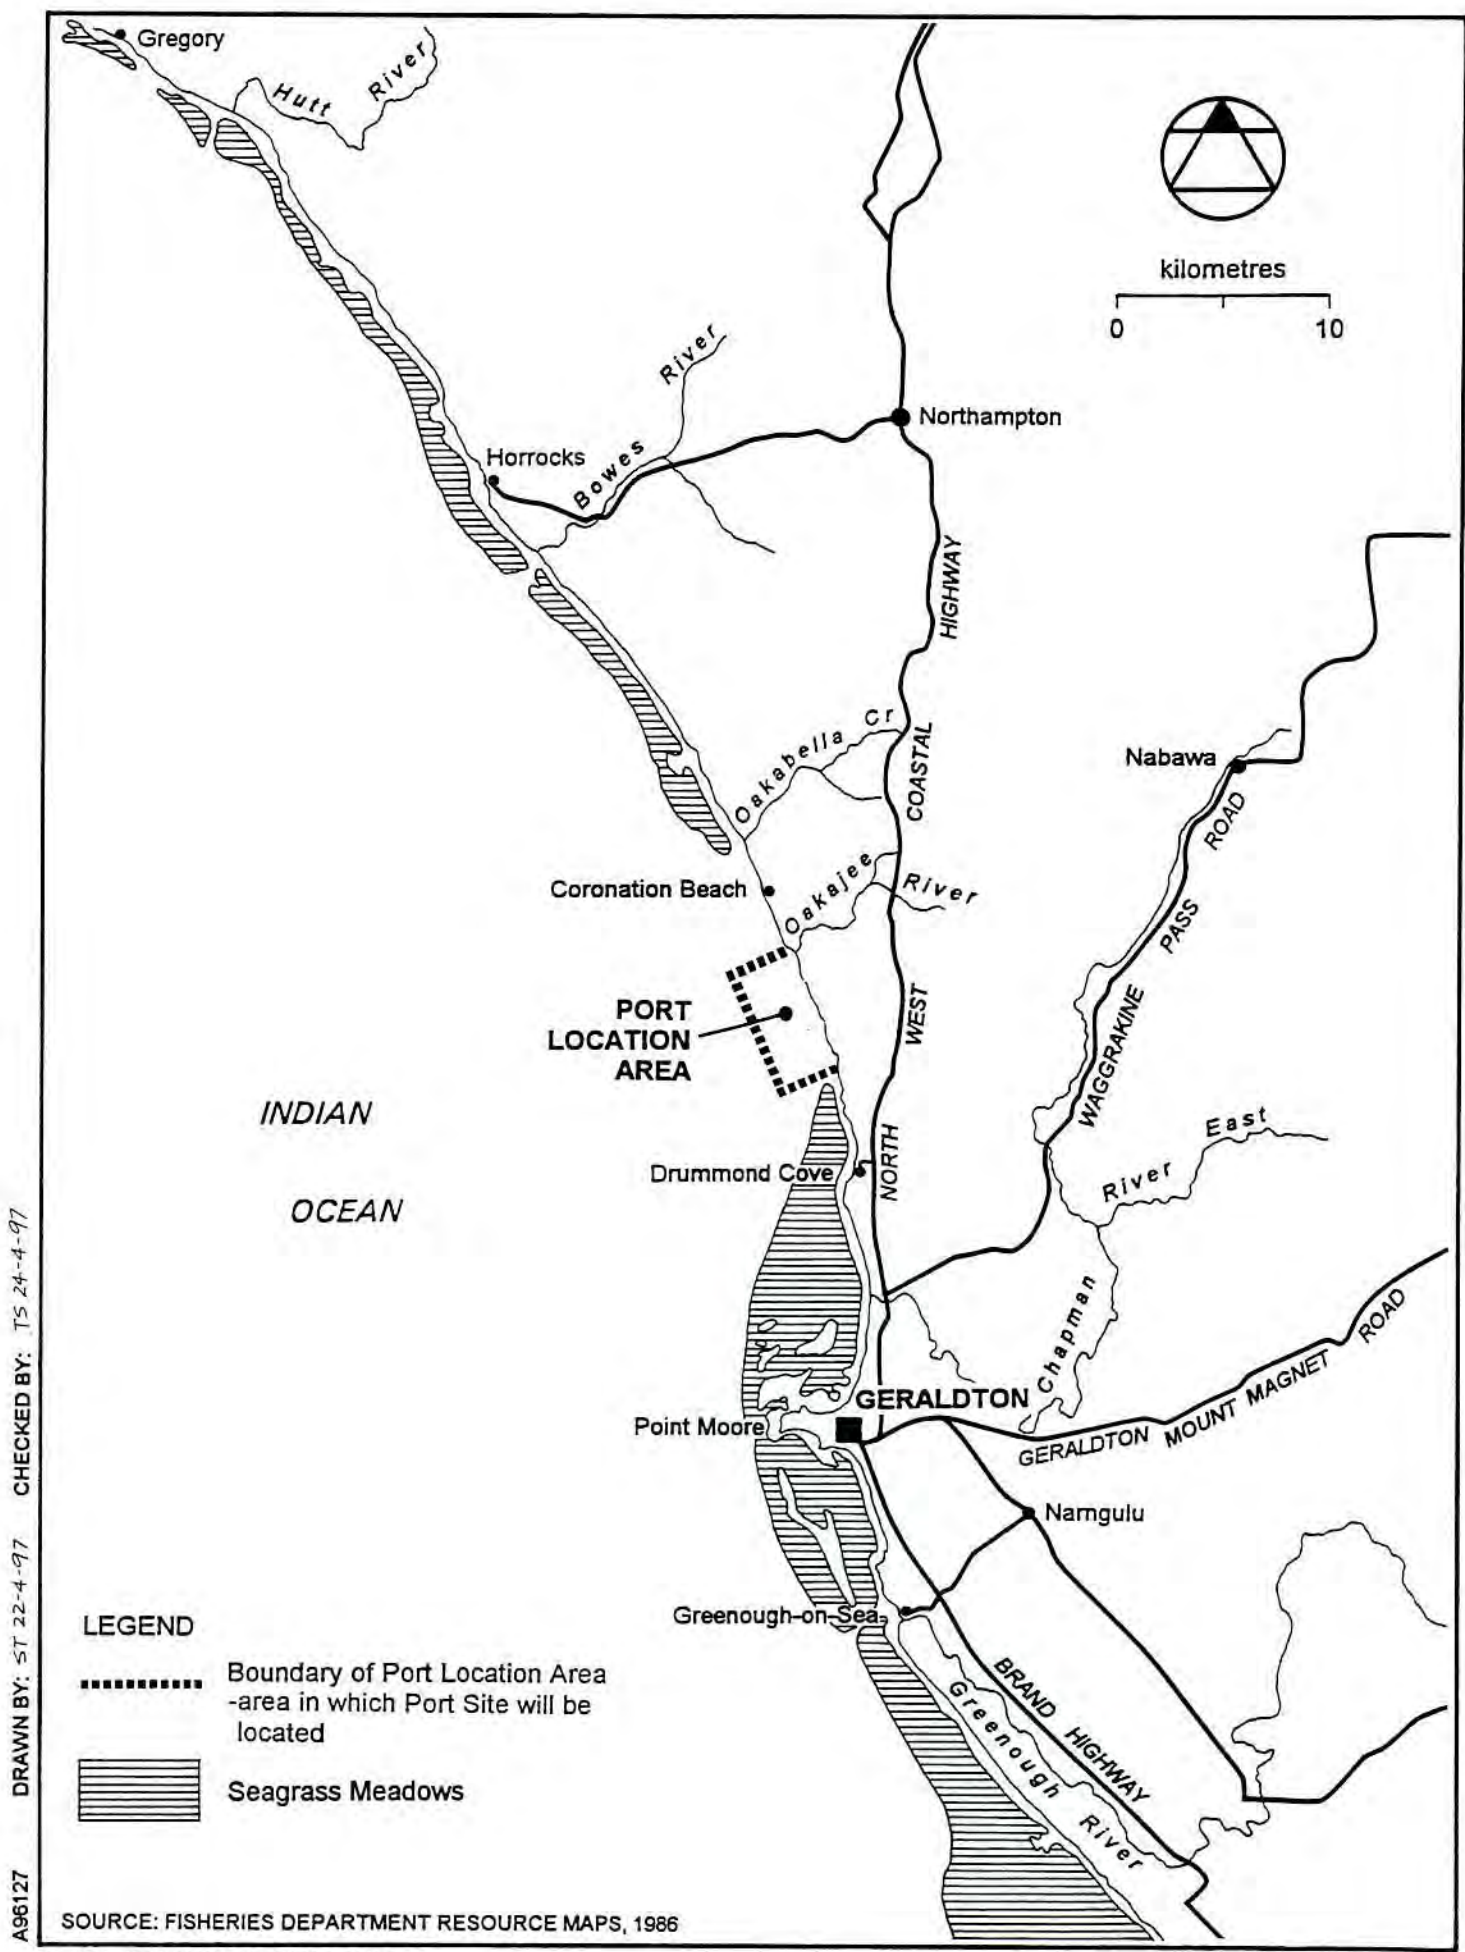 Gregory
Hutt River
kilometres
0 10
River
Bowes
Northampton
Horrocks
HIGHWAY
COASTAL
Oakabella Cr
Nabawa
ROAD
PASS
WAGGRAKINE
Coronation Beach
Oakajee River
WEST
PORT
LOCATION
AREA
INDIAN
OCEAN
East
River
Chapman
NORTH
Drummond Cove
GERALDTON
Point Moore
GERALDTON MOUNT MAGNET ROAD
Narngulu
Greenough-on-Sea
BRAND HIGHWAY
Greenough River
LEGEND
Boundary of Port Location Area
-area in which Port Site will be
located
Seagrass Meadows
SOURCE: FISHERIES DEPARTMENT RESOURCE MAPS, 1986
A96127 DRAWN BY: ST 22-4-97 CHECKED BY: TS 24-4-97